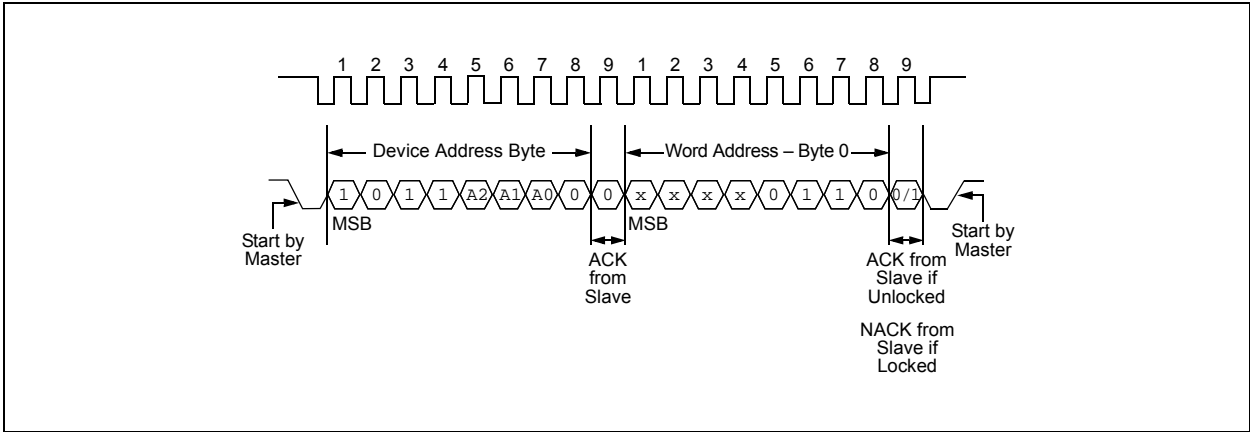 1 2 3 4 5 6 7 8 9 1 2 3 4 5 6 7 8 9
Device Address Byte
Word Address – Byte 0
1 0 1 1 A2 A1 A0 0 0 x x x x 0 1 1 0 0/1
MSB
MSB
Start by
Master
ACK
from
Slave
ACK from
Slave if
Unlocked
NACK from
Slave if
Locked
Start by
Master